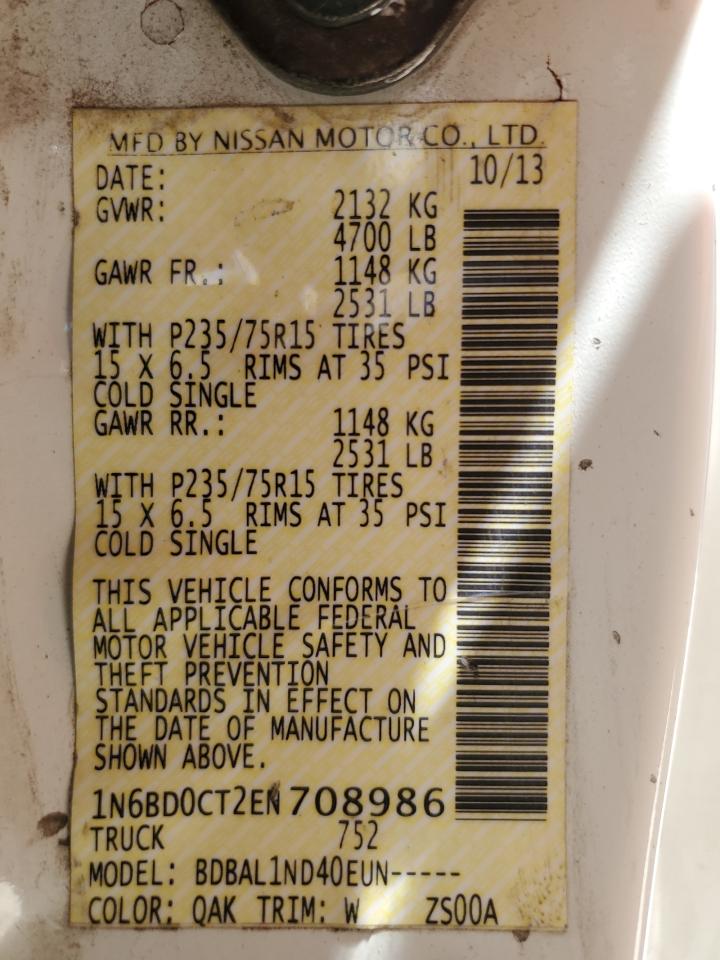 MFD BY NISSAN MOTOR CO., LTD.
DATE: 10/13
GVWR: 2132 KG
4700 LB
GAWR FR.: 1148 KG
2531 LB
WITH P235/75R15 TIRES
15 X 6.5 RIMS AT 35 PSI
COLD SINGLE
GAWR RR.: 1148 KG
2531 LB
WITH P235/75R15 TIRES
15 X 6.5 RIMS AT 35 PSI
COLD SINGLE
THIS VEHICLE CONFORMS TO
ALL APPLICABLE FEDERAL
MOTOR VEHICLE SAFETY AND
THEFT PREVENTION
STANDARDS IN EFFECT ON
THE DATE OF MANUFACTURE
SHOWN ABOVE.
1N6BD0CT2EN708986
TRUCK 752
MODEL: BDBAL1ND40EUN-----
COLOR: QAK TRIM: W ZS00A